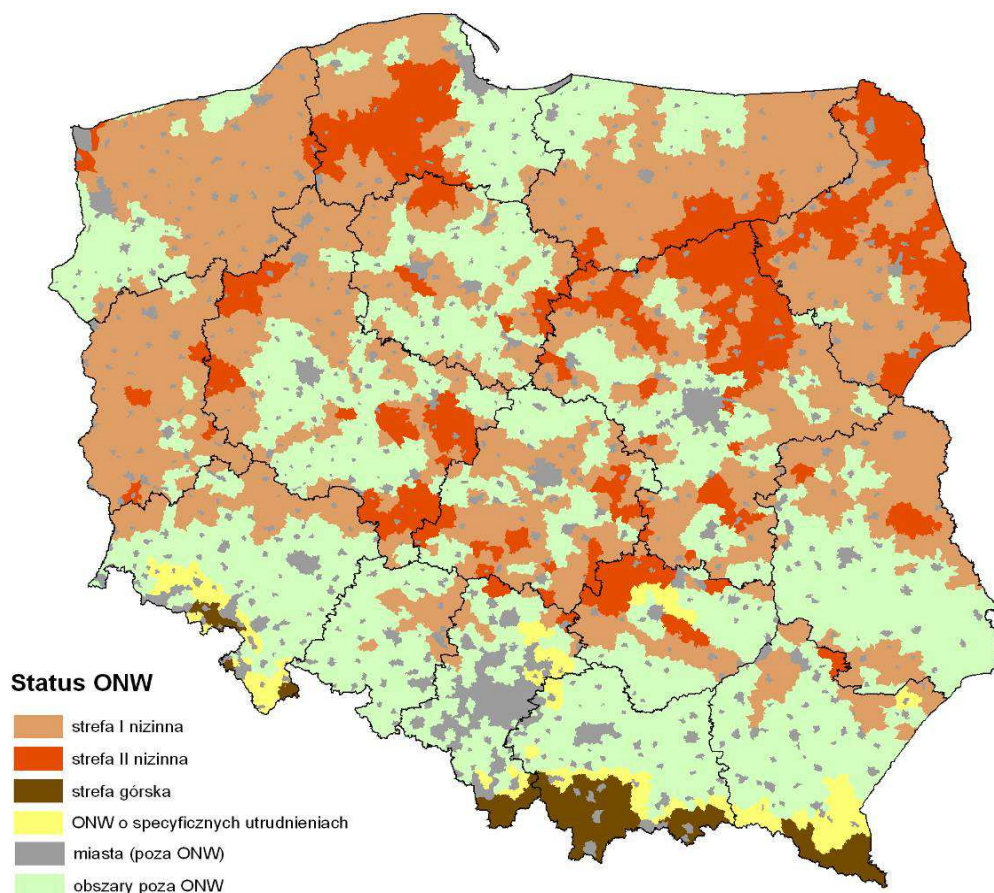 Status ONW
strefa I nizinna
strefa II nizinna
strefa górska
ONW o specyficznych utrudnieniach
miasta (poza ONW)
obszary poza ONW